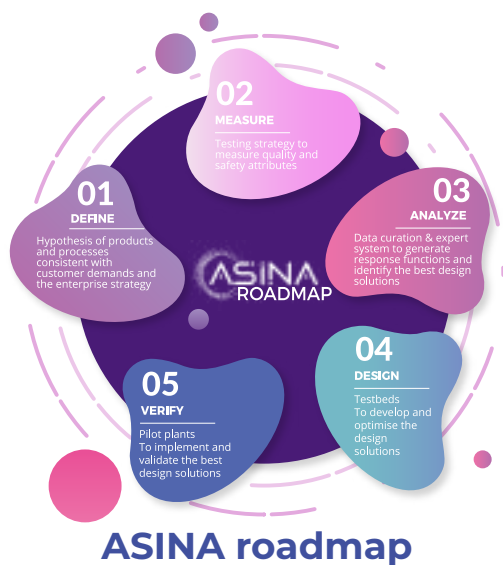 01
DEFINE
Hypothesis of products
and processes
consistent with
customer demands and
the enterprise strategy
02
MEASURE
Testing strategy to
measure quality and
safety attributes
03
ANALYZE
Data curation & expert
system to generate
response functions and
identify the best design
solutions
04
DESIGN
Testbeds
To develop and
optimise the
design
solutions
05
VERIFY
Pilot plants
To implement and
validate the best
design solutions
ASINA
ROADMAP
ASINA roadmap